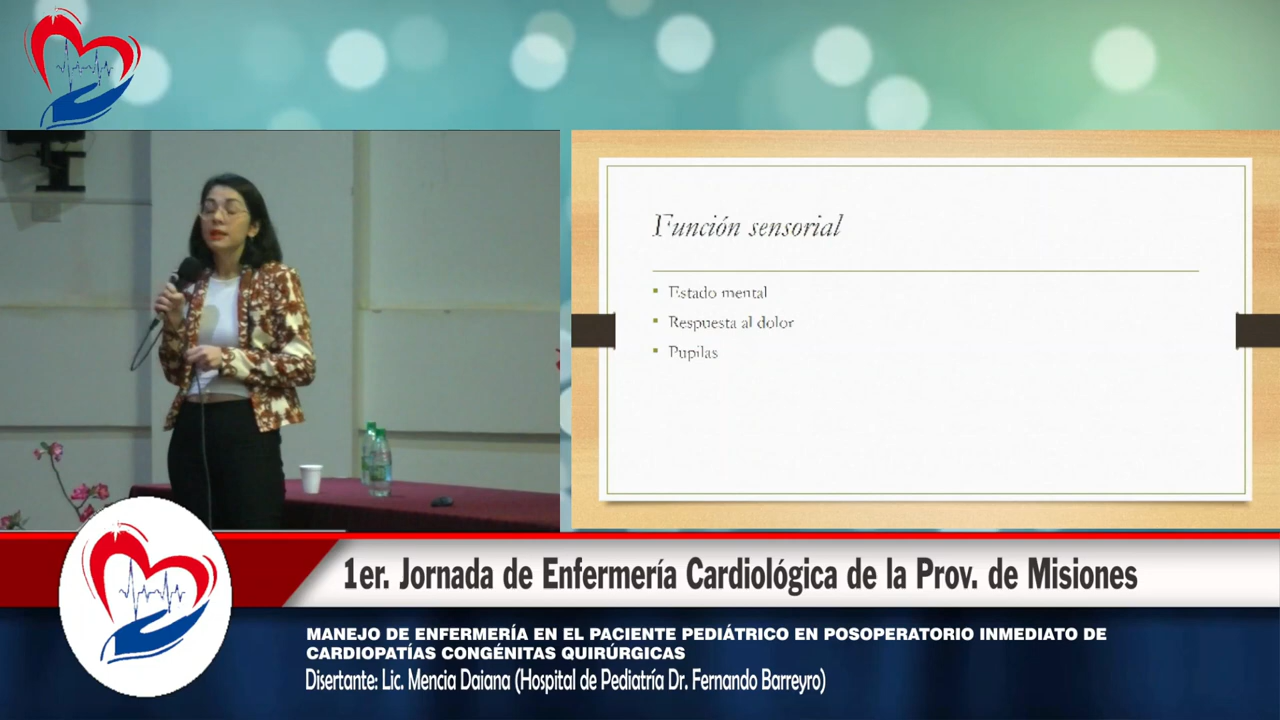 Función sensorial
Estado mental
Respuesta al dolor
Pupilas
1er. Jornada de Enfermería Cardiológica de la Prov. de Misiones
MANEJO DE ENFERMERÍA EN EL PACIENTE PEDIÁTRICO EN POSOPERATORIO INMEDIATO DE
CARDIOPATÍAS CONGÉNITAS QUIRÚRGICAS
Disertante: Lic. Mencia Daiana (Hospital de Pediatría Dr. Fernando Barreyro)